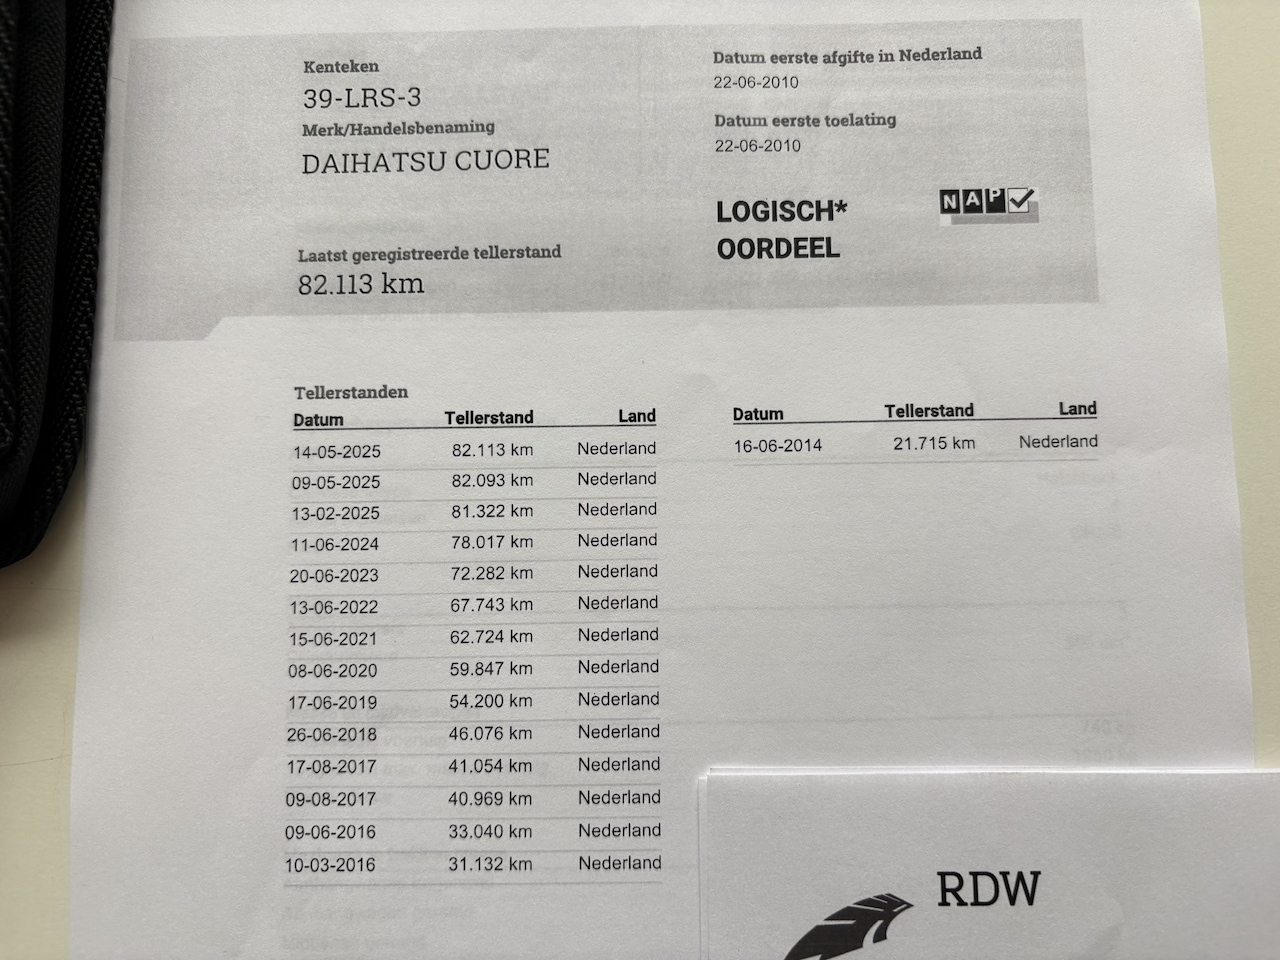 Kenteken
39-LRS-3
Merk/Handelsbenaming
DAIHATSU CUORE
Laatst geregistreerde tellerstand
82.113 km
Datum eerste afgifte in Nederland
22-06-2010
Datum eerste toelating
22-06-2010
LOGISCH*
OORDEEL
NAP
Tellerstanden
Datum Tellerstand Land
14-05-2025 82.113 km Nederland
09-05-2025 82.093 km Nederland
13-02-2025 81.322 km Nederland
11-06-2024 78.017 km Nederland
20-06-2023 72.282 km Nederland
13-06-2022 67.743 km Nederland
15-06-2021 62.724 km Nederland
08-06-2020 59.847 km Nederland
17-06-2019 54.200 km Nederland
26-06-2018 46.076 km Nederland
17-08-2017 41.054 km Nederland
09-08-2017 40.969 km Nederland
09-06-2016 33.040 km Nederland
10-03-2016 31.132 km Nederland
Datum Tellerstand Land
16-06-2014 21.715 km Nederland
RDW